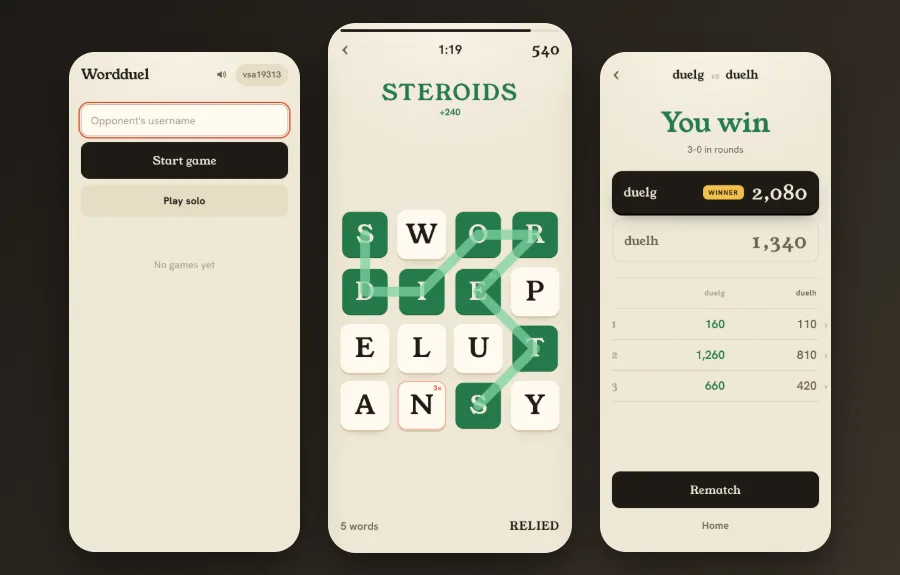 Wordduel
vsa19313
Opponent's username
Start game
Play solo
No games yet
1:19
540
STEROIDS
+240
S W O R
D I E P
E L U T
A N 3× S Y
5 words
RELIED
duelg vs duelh
You win
3-0 in rounds
duelg WINNER 2,080
duelh 1,340
duelg duelh
1 160 110
2 1,260 810
3 660 420
Rematch
Home